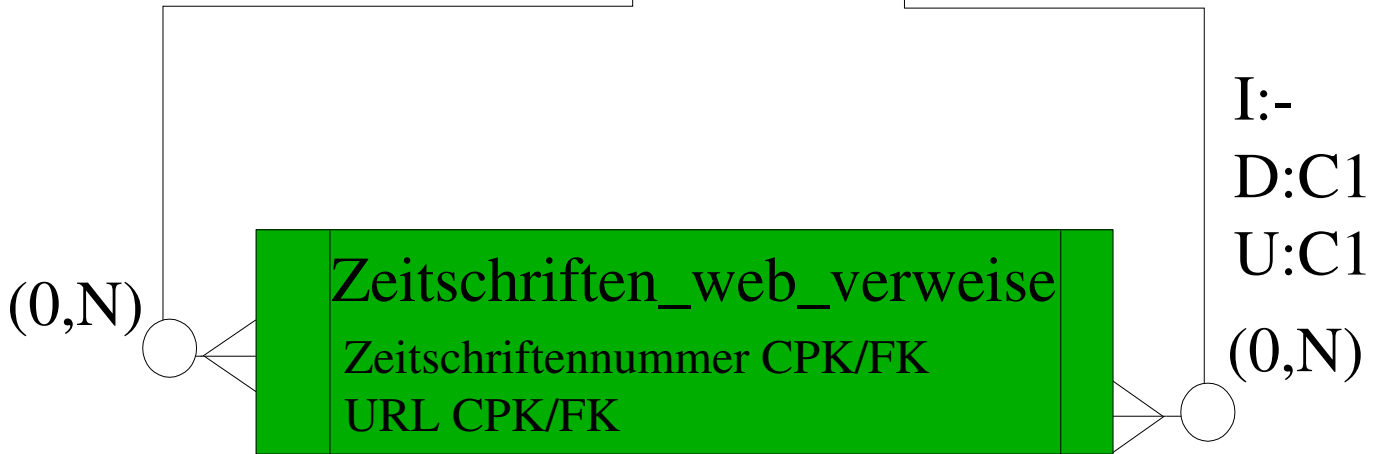 I:-
D:C1
U:C1
(0,N)
Zeitschriften_web_verweise
(0,N)
Zeitschriftennummer CPK/FK
URL CPK/FK